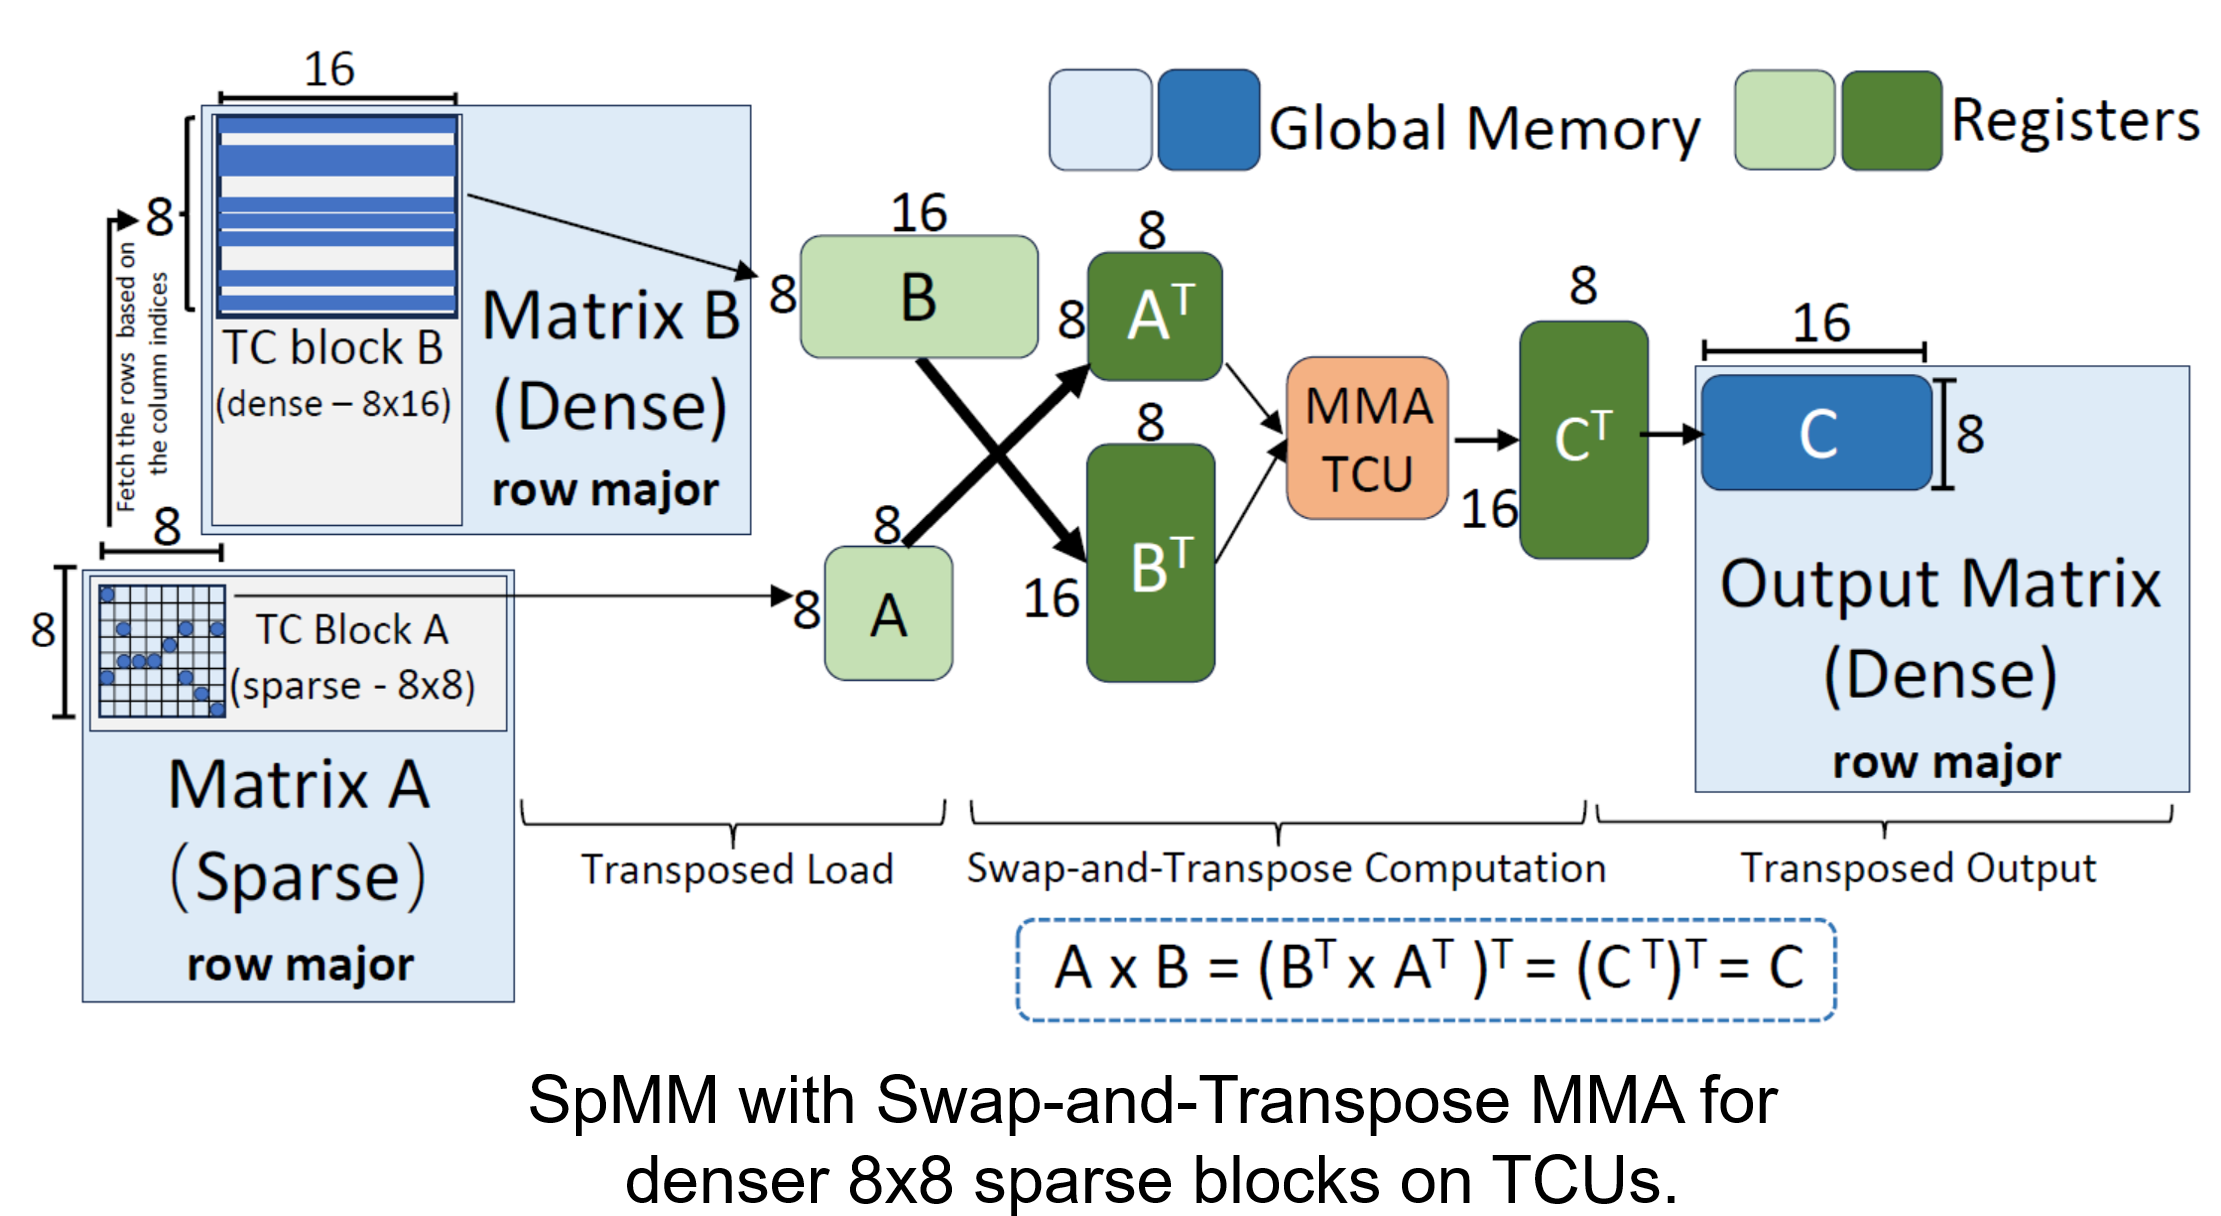 16
Global Memory
Registers
8
Fetch the rows based on
the column indices
TC block B
(dense – 8x16)
Matrix B
(Dense)
row major
16
8
B
8
8
A^T
8
16
B^T
MMA
TCU
8
16
C^T
16
C
8
Output Matrix
(Dense)
row major
8
8
TC Block A
(sparse - 8x8)
Matrix A
(Sparse)
row major
8
8
A
Transposed Load
Swap-and-Transpose Computation
Transposed Output
A x B = (B^T x A^T )^T = (C^T)^T = C
SpMM with Swap-and-Transpose MMA for
denser 8x8 sparse blocks on TCUs.